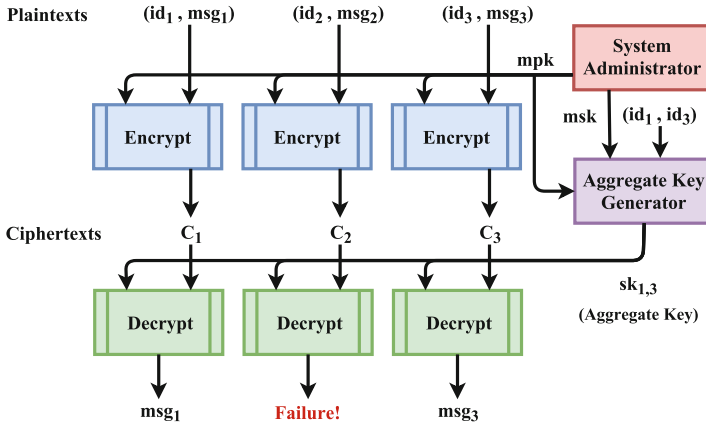 Plaintexts (id₁ , msg₁) (id₂ , msg₂) (id₃ , msg₃)
System
Administrator
mpk
msk (id₁ , id₃)
Encrypt Encrypt Encrypt
Aggregate Key
Generator
Ciphertexts C₁ C₂ C₃
sk₁,₃
(Aggregate Key)
Decrypt Decrypt Decrypt
msg₁ Failure! msg₃